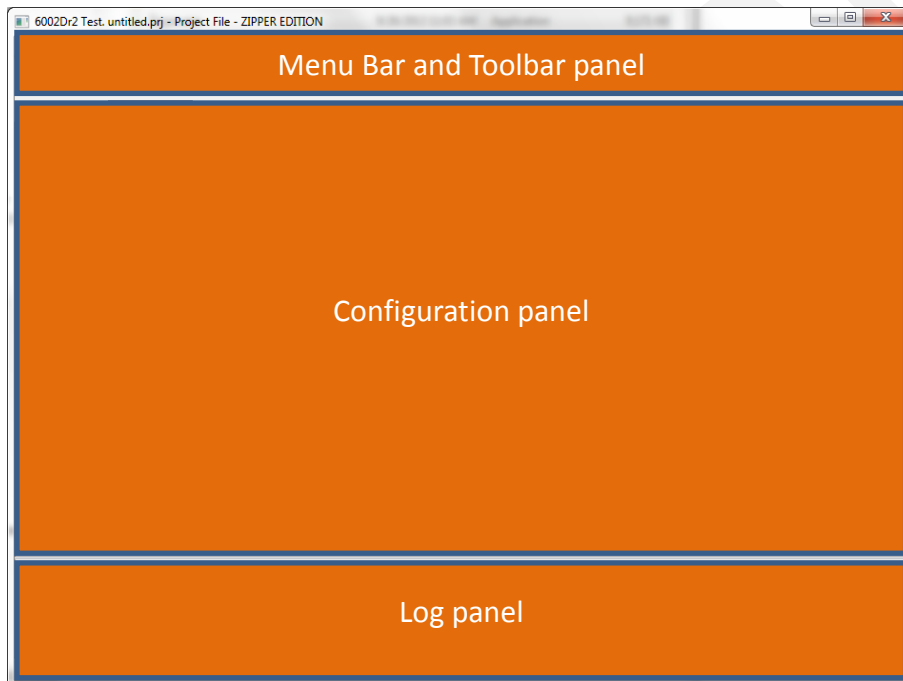 6002Dr2 Test. untitled.prj - Project File - ZIPPER EDITION
Menu Bar and Toolbar panel
Configuration panel
Log panel